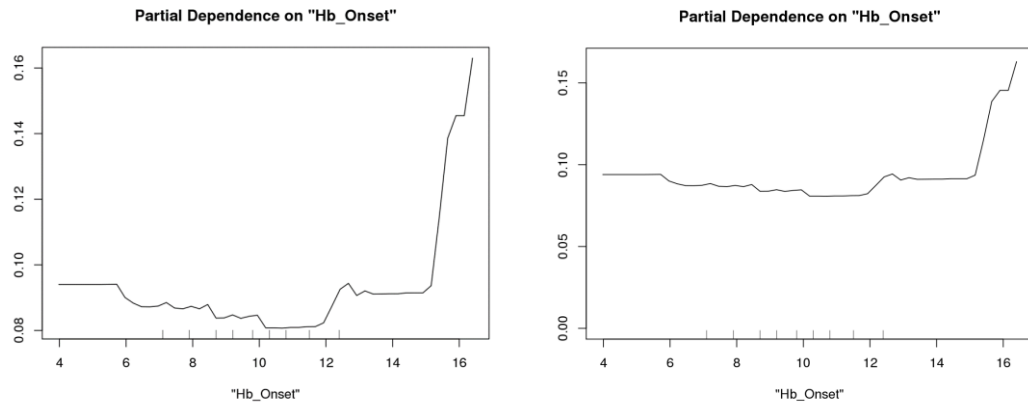 Partial Dependence on "Hb_Onset"
0.16
0.14
0.12
0.10
0.08
4 6 8 10 12 14 16
"Hb_Onset"
Partial Dependence on "Hb_Onset"
0.15
0.10
0.05
0.00
4 6 8 10 12 14 16
"Hb_Onset"